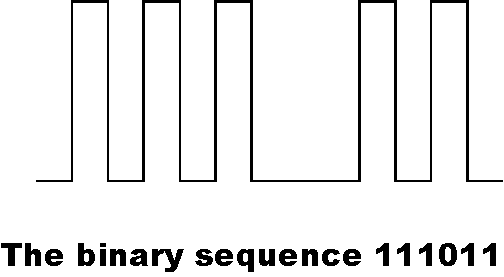 The binary sequence 111011